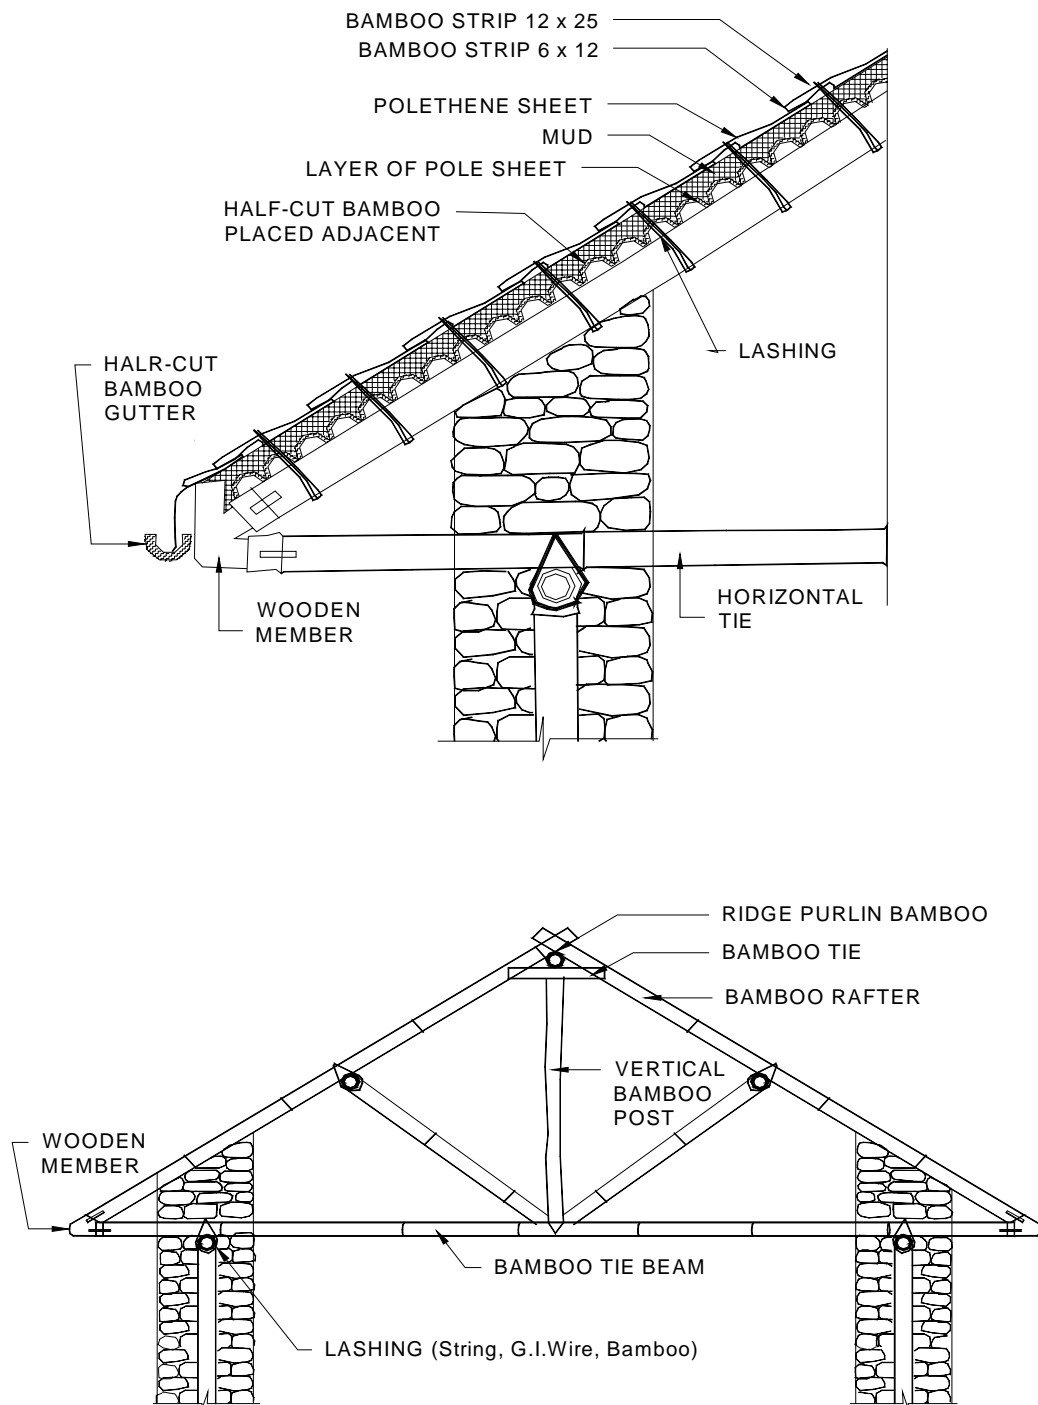 BAMBOO STRIP 12 x 25
BAMBOO STRIP 6 x 12
POLETHENE SHEET
MUD
LAYER OF POLE SHEET
HALF-CUT BAMBOO
PLACED ADJACENT
LASHING
HALR-CUT
BAMBOO
GUTTER
WOODEN
MEMBER
HORIZONTAL
TIE
RIDGE PURLIN BAMBOO
BAMBOO TIE
BAMBOO RAFTER
VERTICAL
BAMBOO
POST
WOODEN
MEMBER
BAMBOO TIE BEAM
LASHING (String, G.I.Wire, Bamboo)